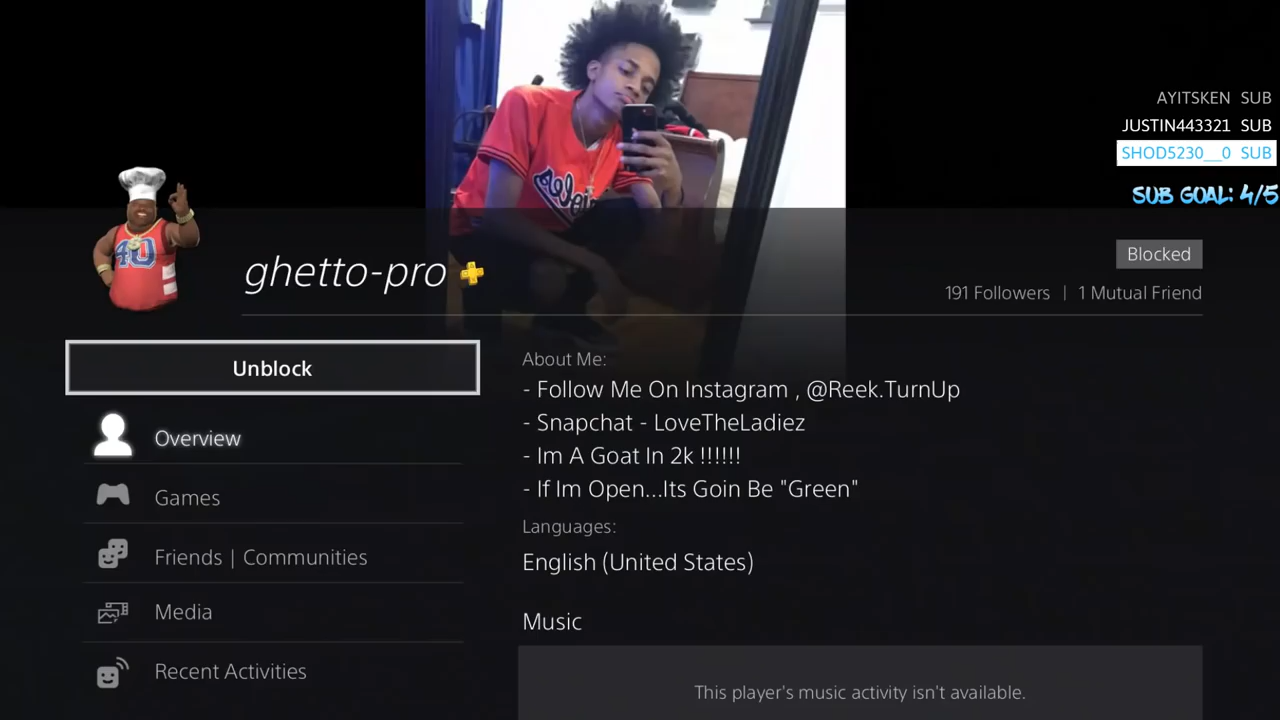 AYITSKEN SUB
JUSTIN443321 SUB
SHOD5230__0 SUB
SUB GOAL: 4/5
40
ghetto-pro
Blocked
191 Followers | 1 Mutual Friend
Unblock
Overview
Games
Friends | Communities
Media
Recent Activities
About Me:
- Follow Me On Instagram , @Reek.TurnUp
- Snapchat - LoveTheLadiez
- Im A Goat In 2k !!!!!!
- If Im Open...Its Goin Be "Green"
Languages:
English (United States)
Music
This player's music activity isn't available.